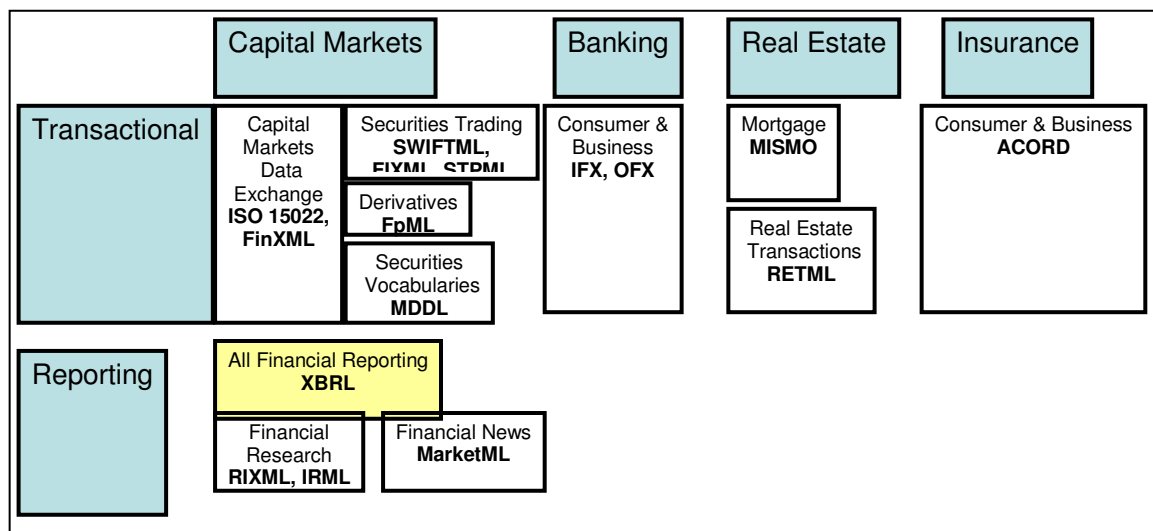 Capital Markets
Banking
Real Estate
Insurance
Transactional
Capital
Markets
Data
Exchange
ISO 15022,
FinXML
Securities Trading
SWIFTML,
FIXML, STPML
Derivatives
FpML
Securities
Vocabularies
MDDL
Consumer &
Business
IFX, OFX
Mortgage
MISMO
Real Estate
Transactions
RETML
Consumer & Business
ACORD
Reporting
All Financial Reporting
XBRL
Financial
Research
RIXML, IRML
Financial News
MarketML